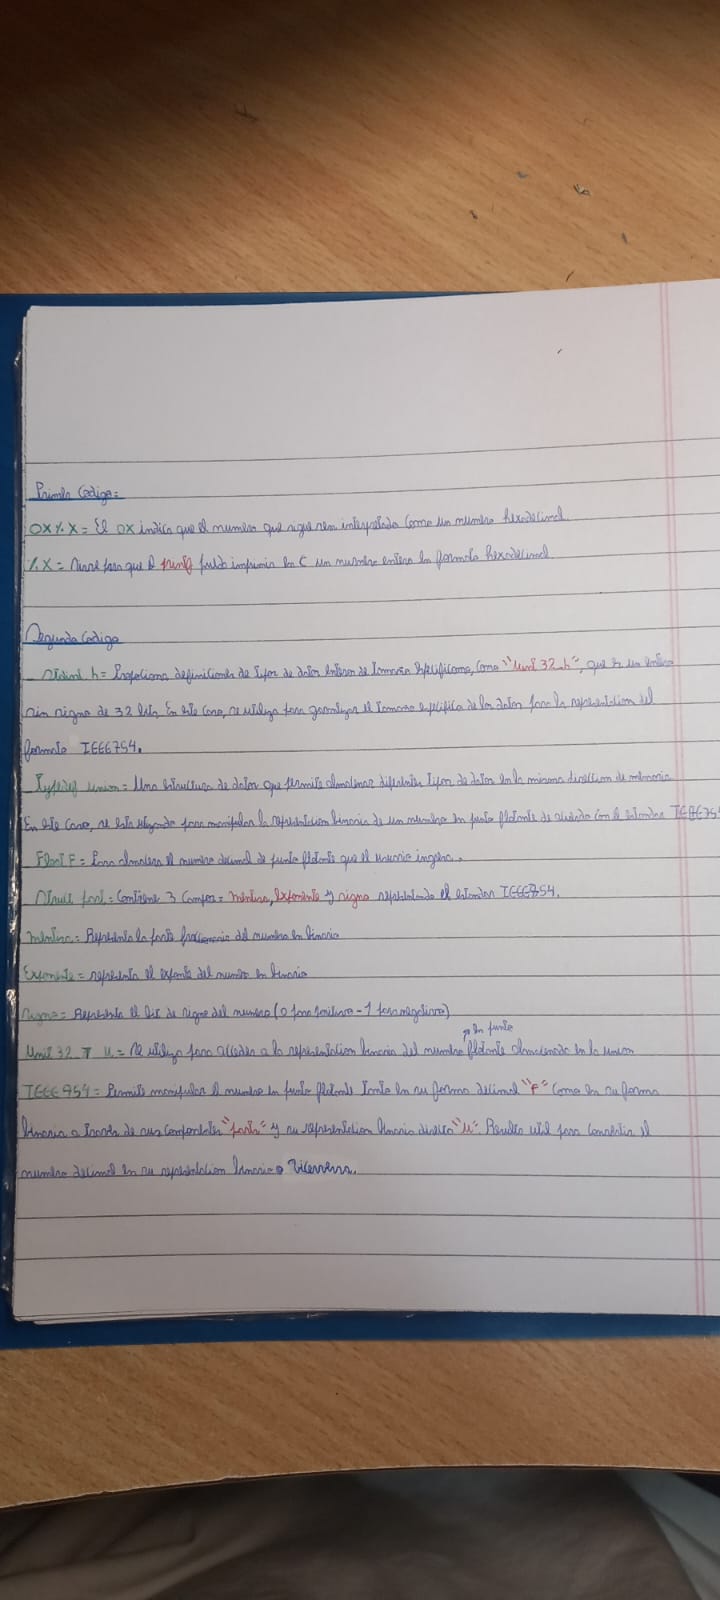 Primer Codigo:
0X%X = El 0X indica que el numero que sigue sera interpretado como un numero hexadecimal
%X = Sirve para que el printf pueda imprimir en C un numero entero en formato hexadecimal
Segundo Codigo
Stdint.h = Proporciona definiciones de tipos de datos enteros de tamaños especificos, como "Uint 32_h", que es un entero
sin signo de 32 bits. En este caso, se utiliza para garantizar el tamaño especifico de los datos para la representacion del
formato IEEE754.
Typedef union = Una estructura de datos que permite almacenar diferentes tipos de datos en la misma direccion de memoria
En este caso, se esta utilizando para manipular la representacion binaria de un numero en punto flotante de acuerdo con el estandar IEEE754
Float F = Para almacenar el numero decimal de punto flotante que el usuario ingresa.
Struct = Contiene 3 campos = mantisa, exponente y signo representando el estandar IEEE754.
Mantisa = Representa la parte fraccionaria del numero en binario
Exponente = representa el exponente del numero en binario
Signo = Representa el bit de signo del numero (0 para positivo - 1 para negativo)
en punto
Uint 32_T u = Se utiliza para acceder a la representacion binaria del numero flotante almacenado en la union
IEEE 754 = Permite manipular el numero en punto flotante tanto en su forma decimal "F" como en su forma
binaria a traves de sus componentes "parts" y su representacion binaria directa "u". Resulta util para convertir el
numero decimal en su representacion binaria o viceversa.